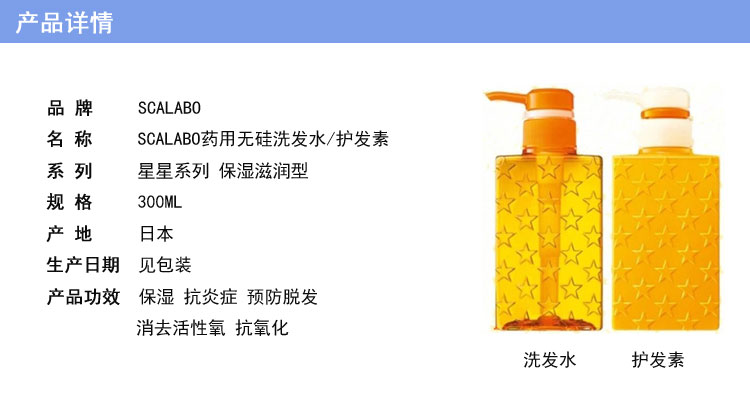 产品详情
品 牌 SCALABO
名 称 SCALABO药用无硅洗发水/护发素
系 列 星星系列 保湿滋润型
规 格 300ML
产 地 日本
生产日期 见包装
产品功效 保湿 抗炎症 预防脱发
消去活性氧 抗氧化
洗发水 护发素